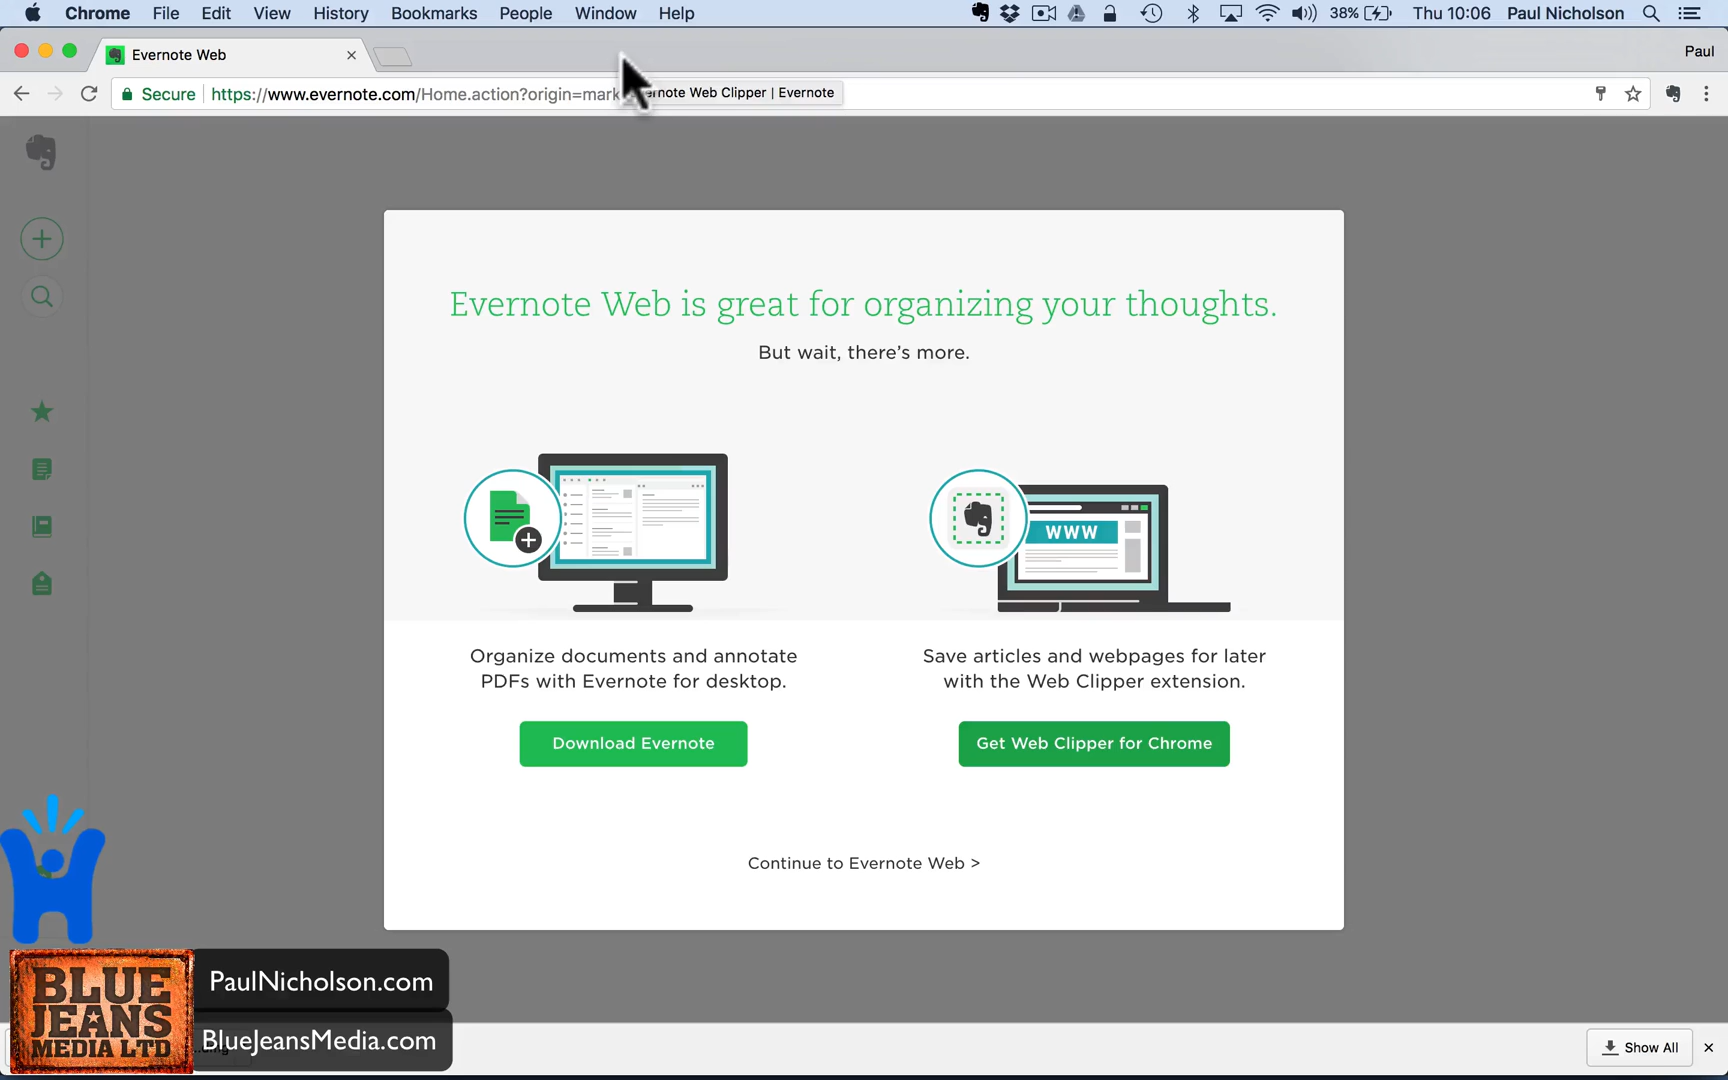 Chrome File Edit View History Bookmarks People Window Help 38% Thu 10:06 Paul Nicholson
Evernote Web Paul
Secure https://www.evernote.com/Home.action?origin=mark
Web Clipper | Evernote
Evernote Web is great for organizing your thoughts.
But wait, there's more.
WWW
Organize documents and annotate
PDFs with Evernote for desktop.
Download Evernote
Save articles and webpages for later
with the Web Clipper extension.
Get Web Clipper for Chrome
Continue to Evernote Web >
BLUE
JEANS
MEDIA LTD
PaulNicholson.com
BlueJeansMedia.com
Show All